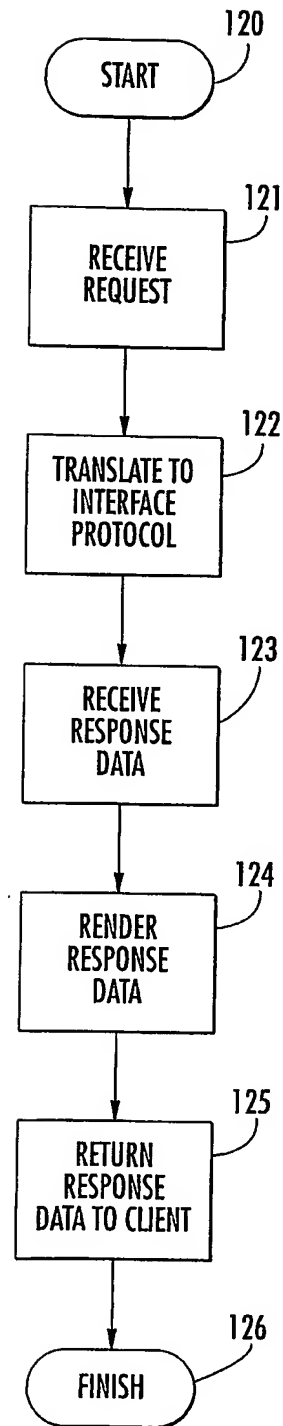 120
START
121
RECEIVE
REQUEST
122
TRANSLATE TO
INTERFACE
PROTOCOL
123
RECEIVE
RESPONSE
DATA
124
RENDER
RESPONSE
DATA
125
RETURN
RESPONSE
DATA TO CLIENT
126
FINISH